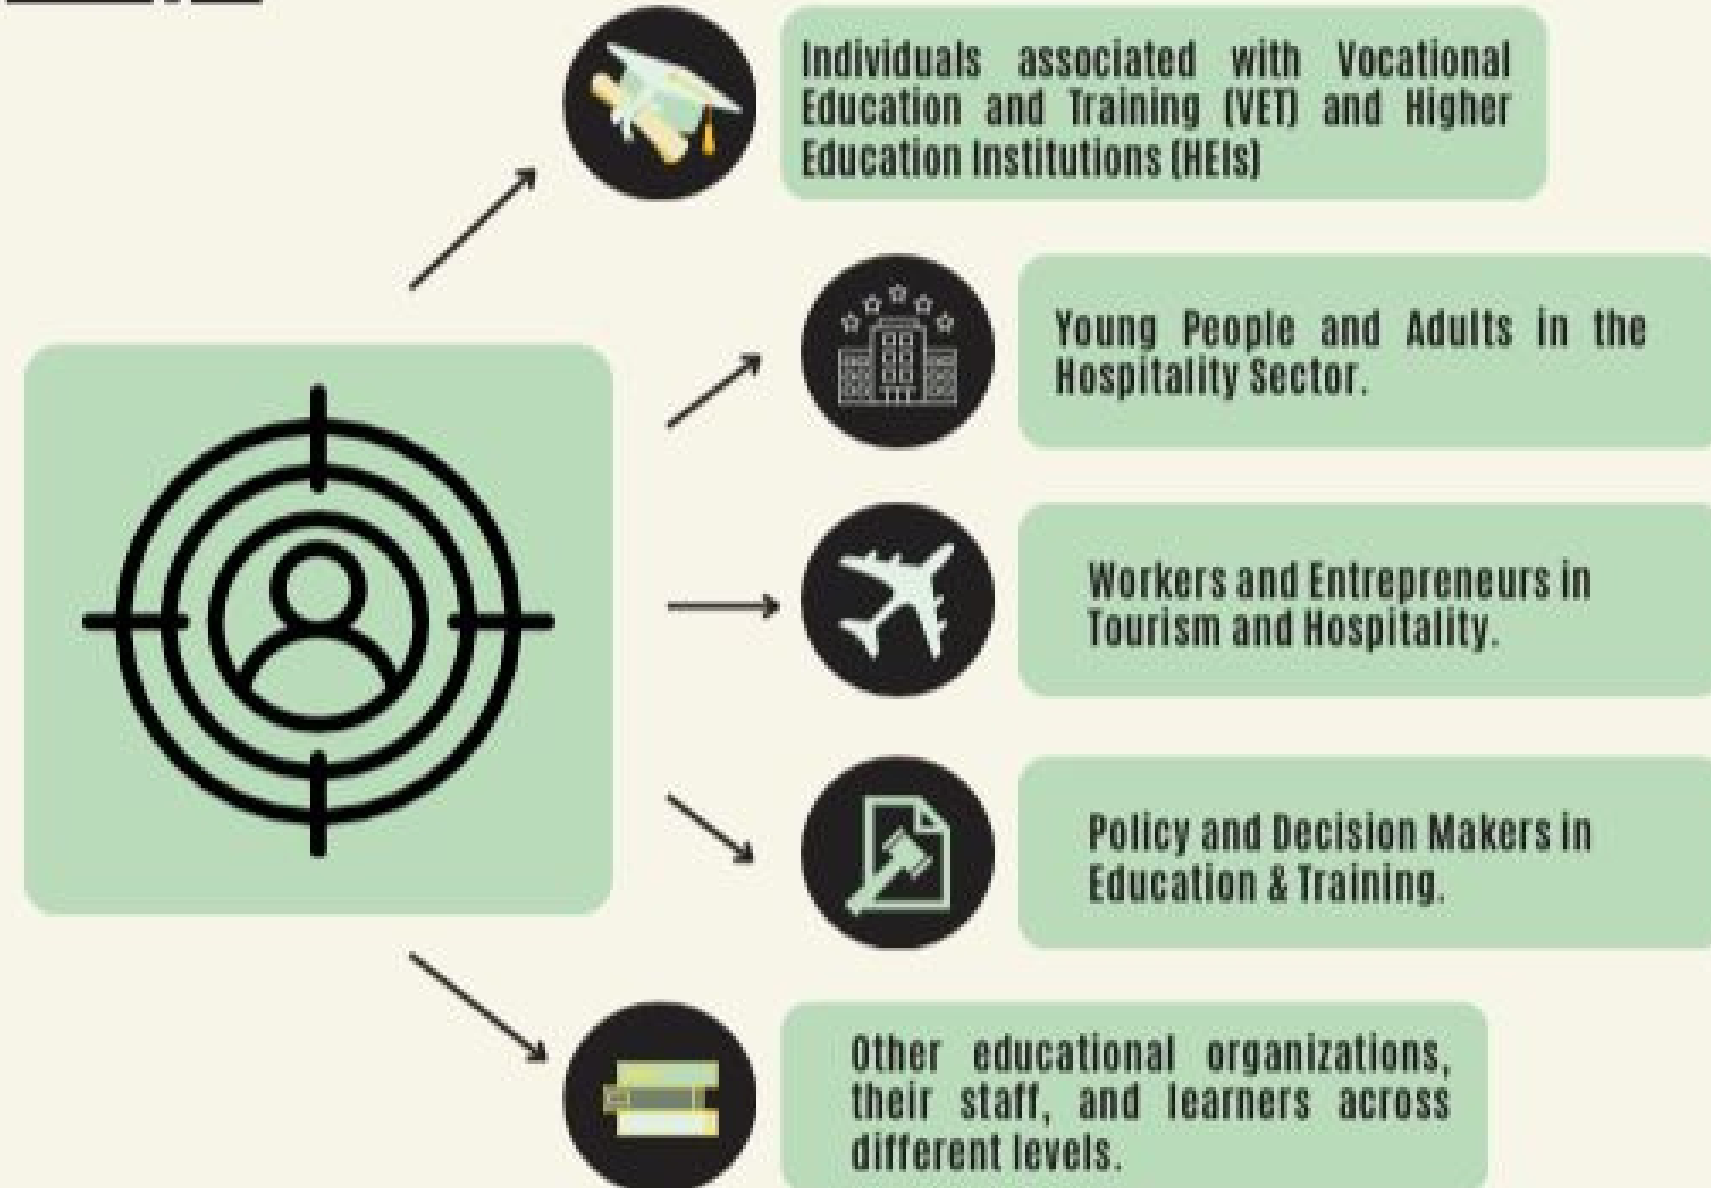 Individuals associated with Vocational
Education and Training (VET) and Higher
Education Institutions (HEIs)
Young People and Adults in the
Hospitality Sector.
Workers and Entrepreneurs in
Tourism and Hospitality.
Policy and Decision Makers in
Education & Training.
Other educational organizations,
their staff, and learners across
different levels.